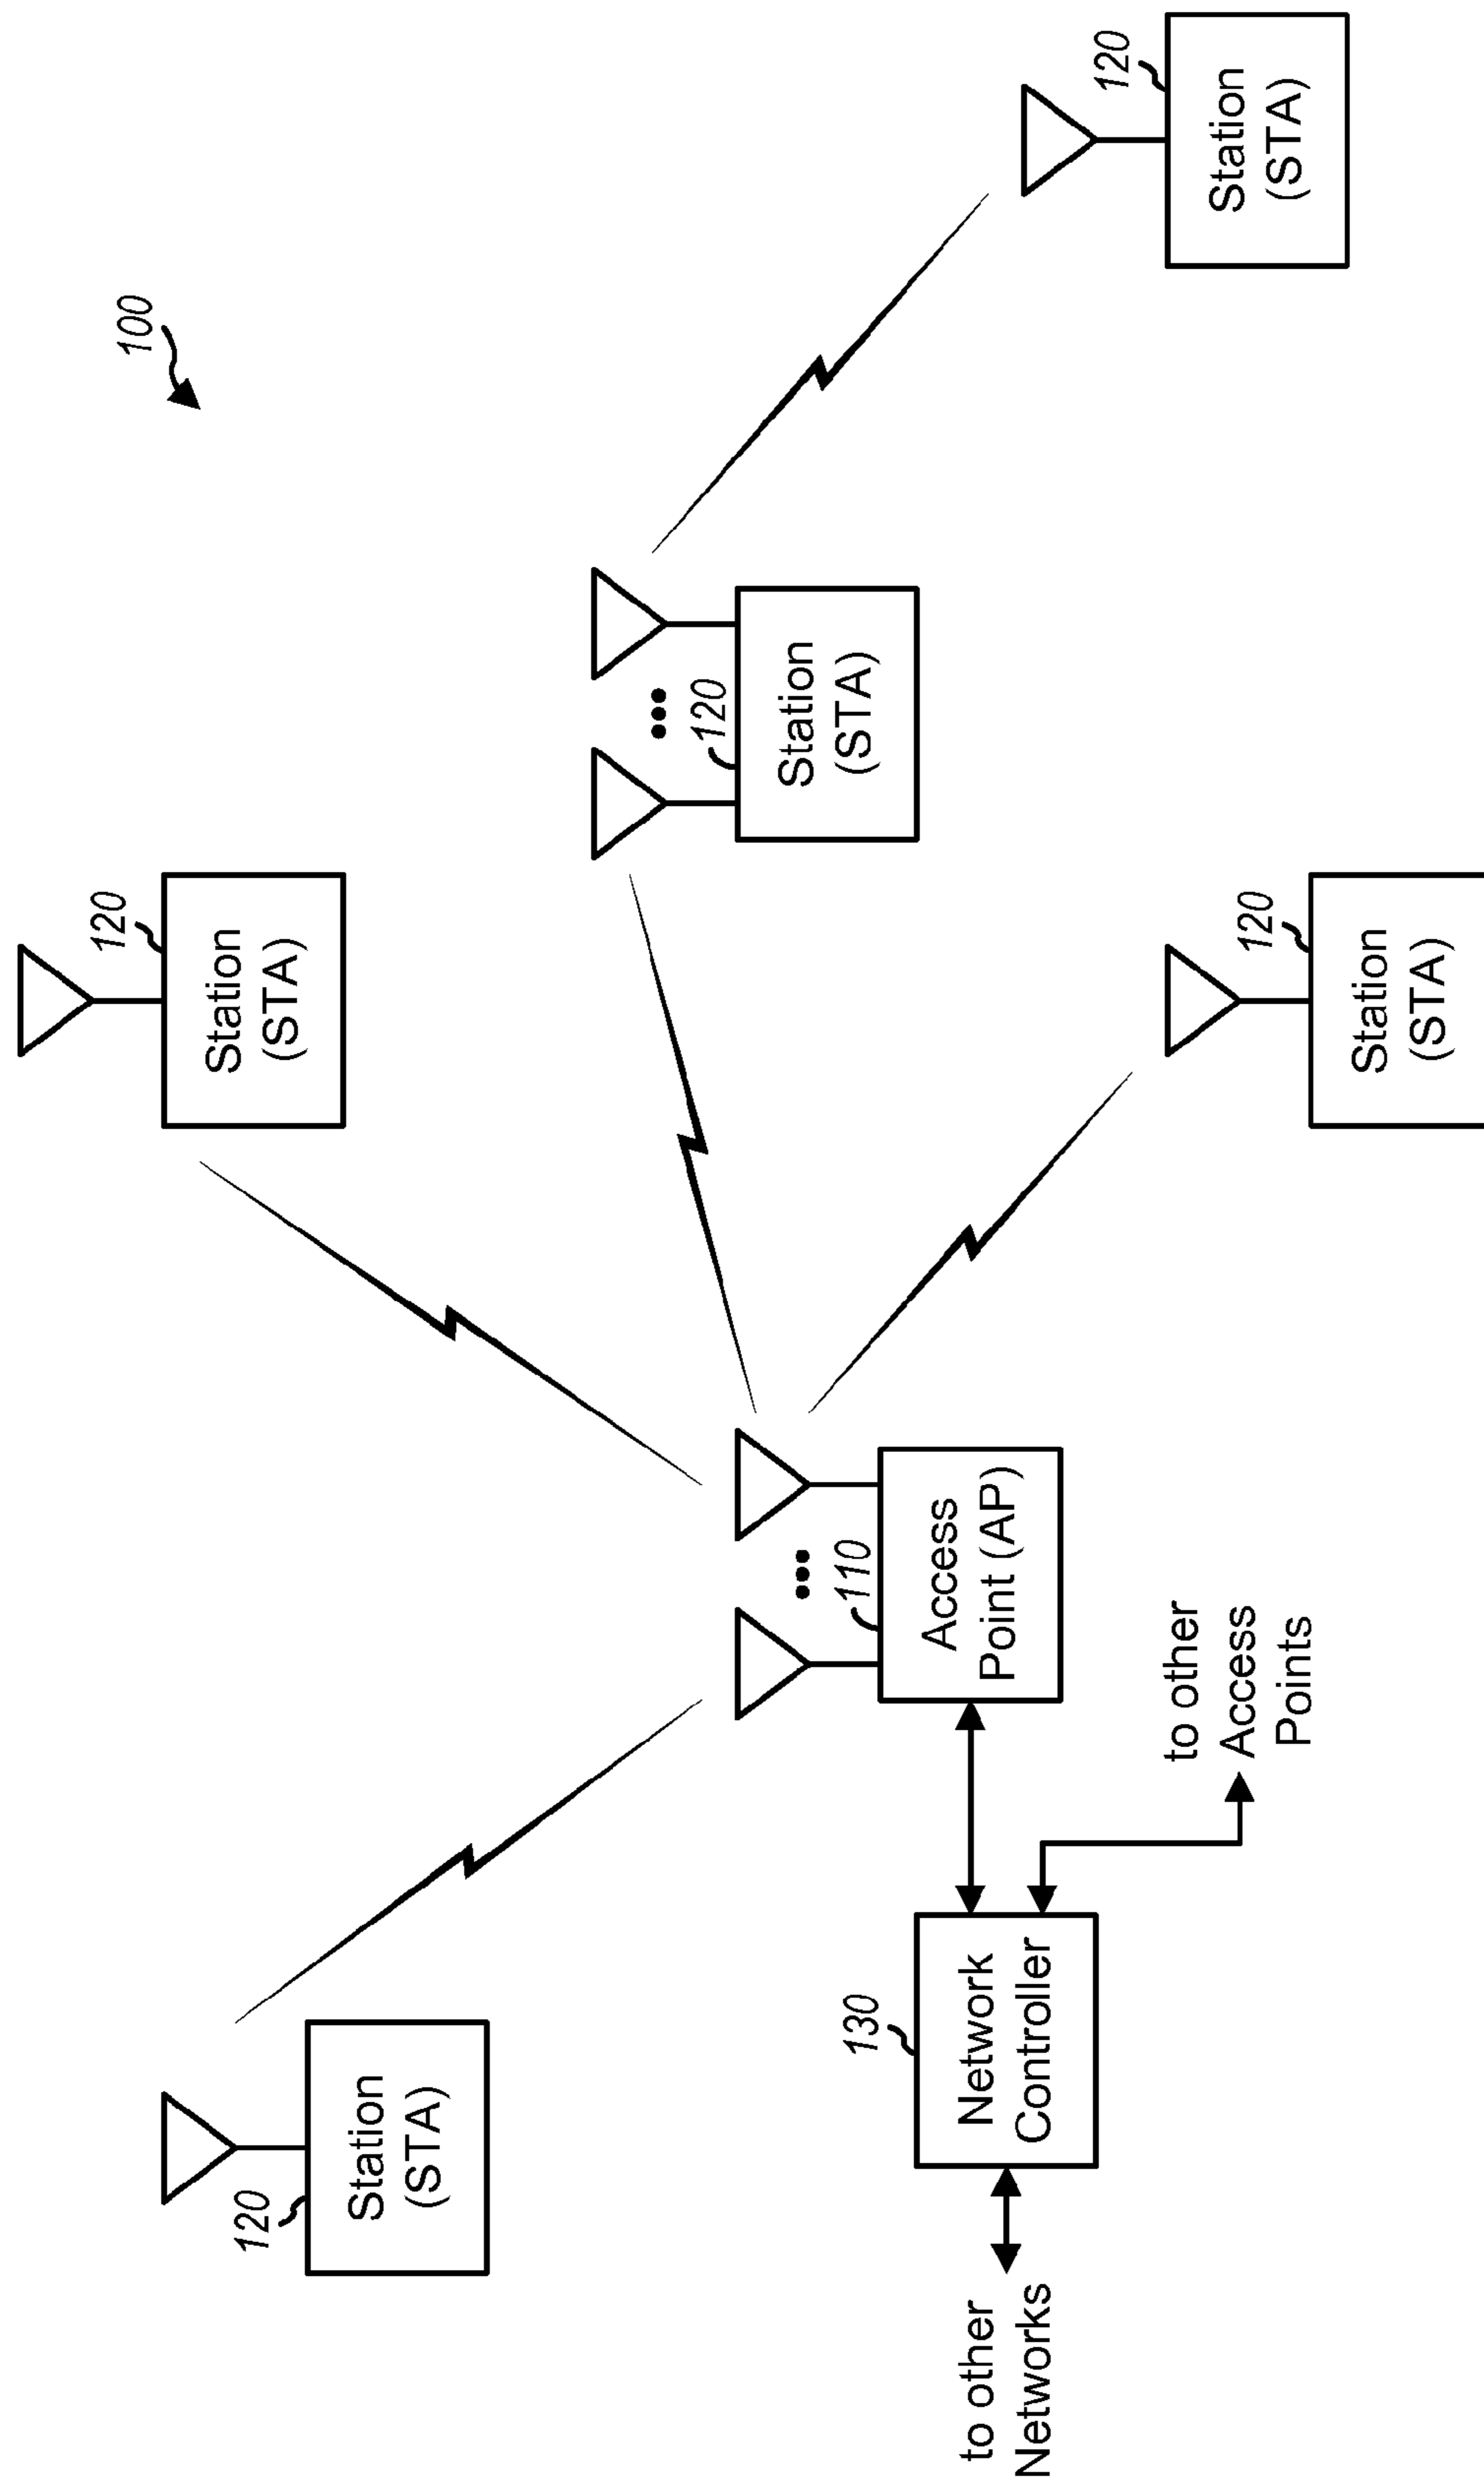 100
120
Station
(STA)
120
Station
(STA)
120
Station
(STA)
120
Station
(STA)
120
Station
(STA)
110
Access
Point (AP)
130
Network
Controller
to other
Networks
to other
Access
Points